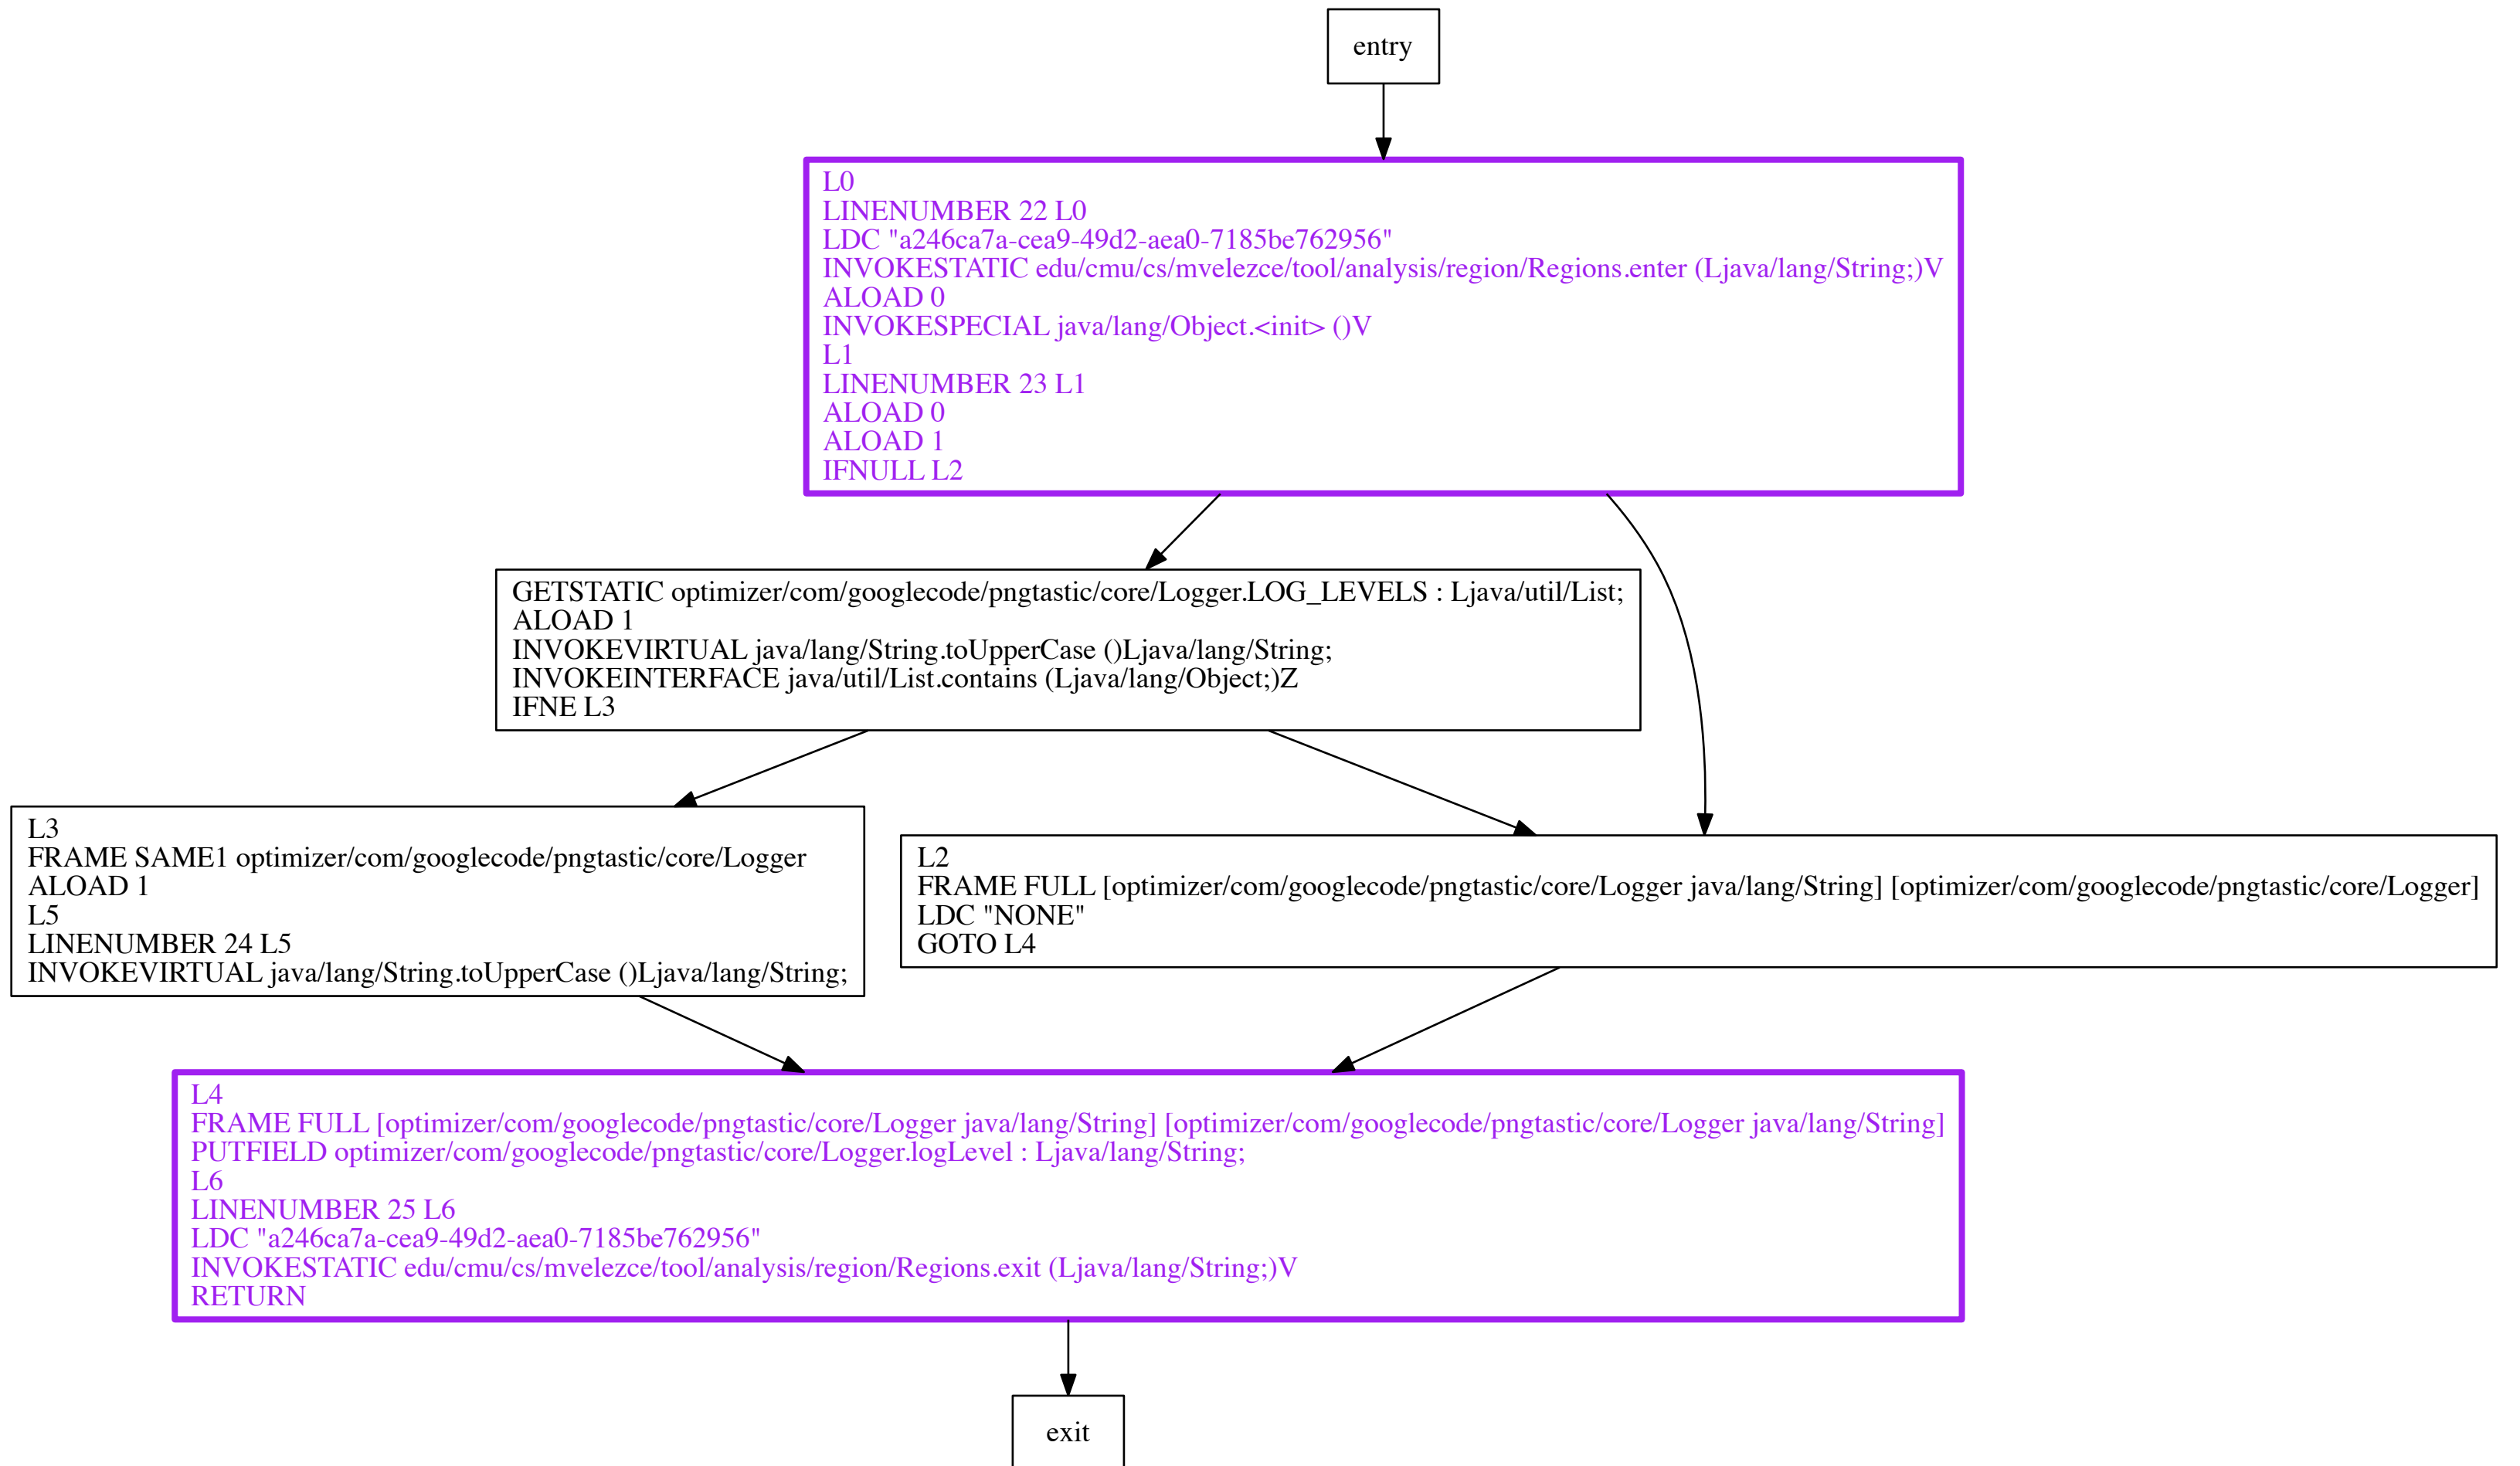 entry
L0
LINENUMBER 22 L0
LDC "a246ca7a-cea9-49d2-aea0-7185be762956"
INVOKESTATIC edu/cmu/cs/mvelezce/tool/analysis/region/Regions.enter (Ljava/lang/String;)V
ALOAD 0
INVOKESPECIAL java/lang/Object.<init> ()V
L1
LINENUMBER 23 L1
ALOAD 0
ALOAD 1
IFNULL L2
GETSTATIC optimizer/com/googlecode/pngtastic/core/Logger.LOG_LEVELS : Ljava/util/List;
ALOAD 1
INVOKEVIRTUAL java/lang/String.toUpperCase ()Ljava/lang/String;
INVOKEINTERFACE java/util/List.contains (Ljava/lang/Object;)Z
IFNE L3
L3
FRAME SAME1 optimizer/com/googlecode/pngtastic/core/Logger
ALOAD 1
L5
LINENUMBER 24 L5
INVOKEVIRTUAL java/lang/String.toUpperCase ()Ljava/lang/String;
L2
FRAME FULL [optimizer/com/googlecode/pngtastic/core/Logger java/lang/String] [optimizer/com/googlecode/pngtastic/core/Logger]
LDC "NONE"
GOTO L4
L4
FRAME FULL [optimizer/com/googlecode/pngtastic/core/Logger java/lang/String] [optimizer/com/googlecode/pngtastic/core/Logger java/lang/String]
PUTFIELD optimizer/com/googlecode/pngtastic/core/Logger.logLevel : Ljava/lang/String;
L6
LINENUMBER 25 L6
LDC "a246ca7a-cea9-49d2-aea0-7185be762956"
INVOKESTATIC edu/cmu/cs/mvelezce/tool/analysis/region/Regions.exit (Ljava/lang/String;)V
RETURN
exit